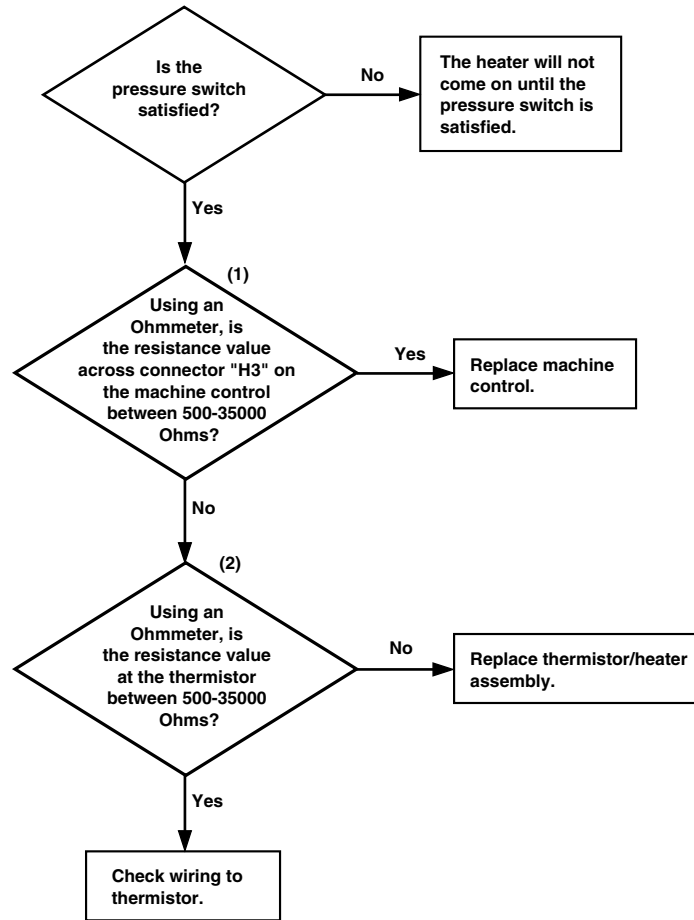 Is the
pressure switch
satisfied?
No
The heater will not
come on until the
pressure switch is
satisfied.
Yes
(1)
Using an
Ohmmeter, is
the resistance value
across connector "H3" on
the machine control
between 500-35000
Ohms?
Yes
Replace machine
control.
No
(2)
Using an
Ohmmeter, is
the resistance value
at the thermistor
between 500-35000
Ohms?
No
Replace thermistor/heater
assembly.
Yes
Check wiring to
thermistor.